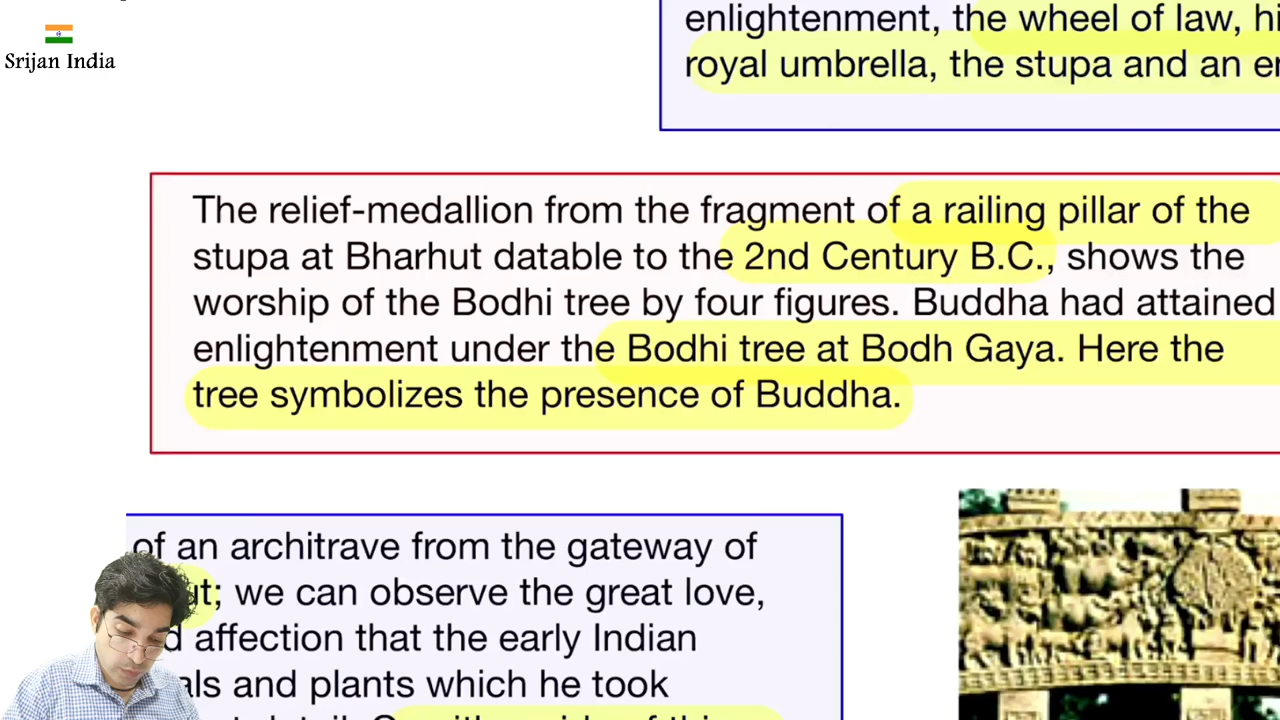 Srijan India
enlightenment, the wheel of law,
royal umbrella, the stupa and an
The relief-medallion from the fragment of a railing pillar of the
stupa at Bharhut datable to the 2nd Century B.C., shows the
worship of the Bodhi tree by four figures. Buddha had attained
enlightenment under the Bodhi tree at Bodh Gaya. Here the
tree symbolizes the presence of Buddha.
of an architrave from the gateway of
we can observe the great love,
affection that the early Indian
and plants which he took